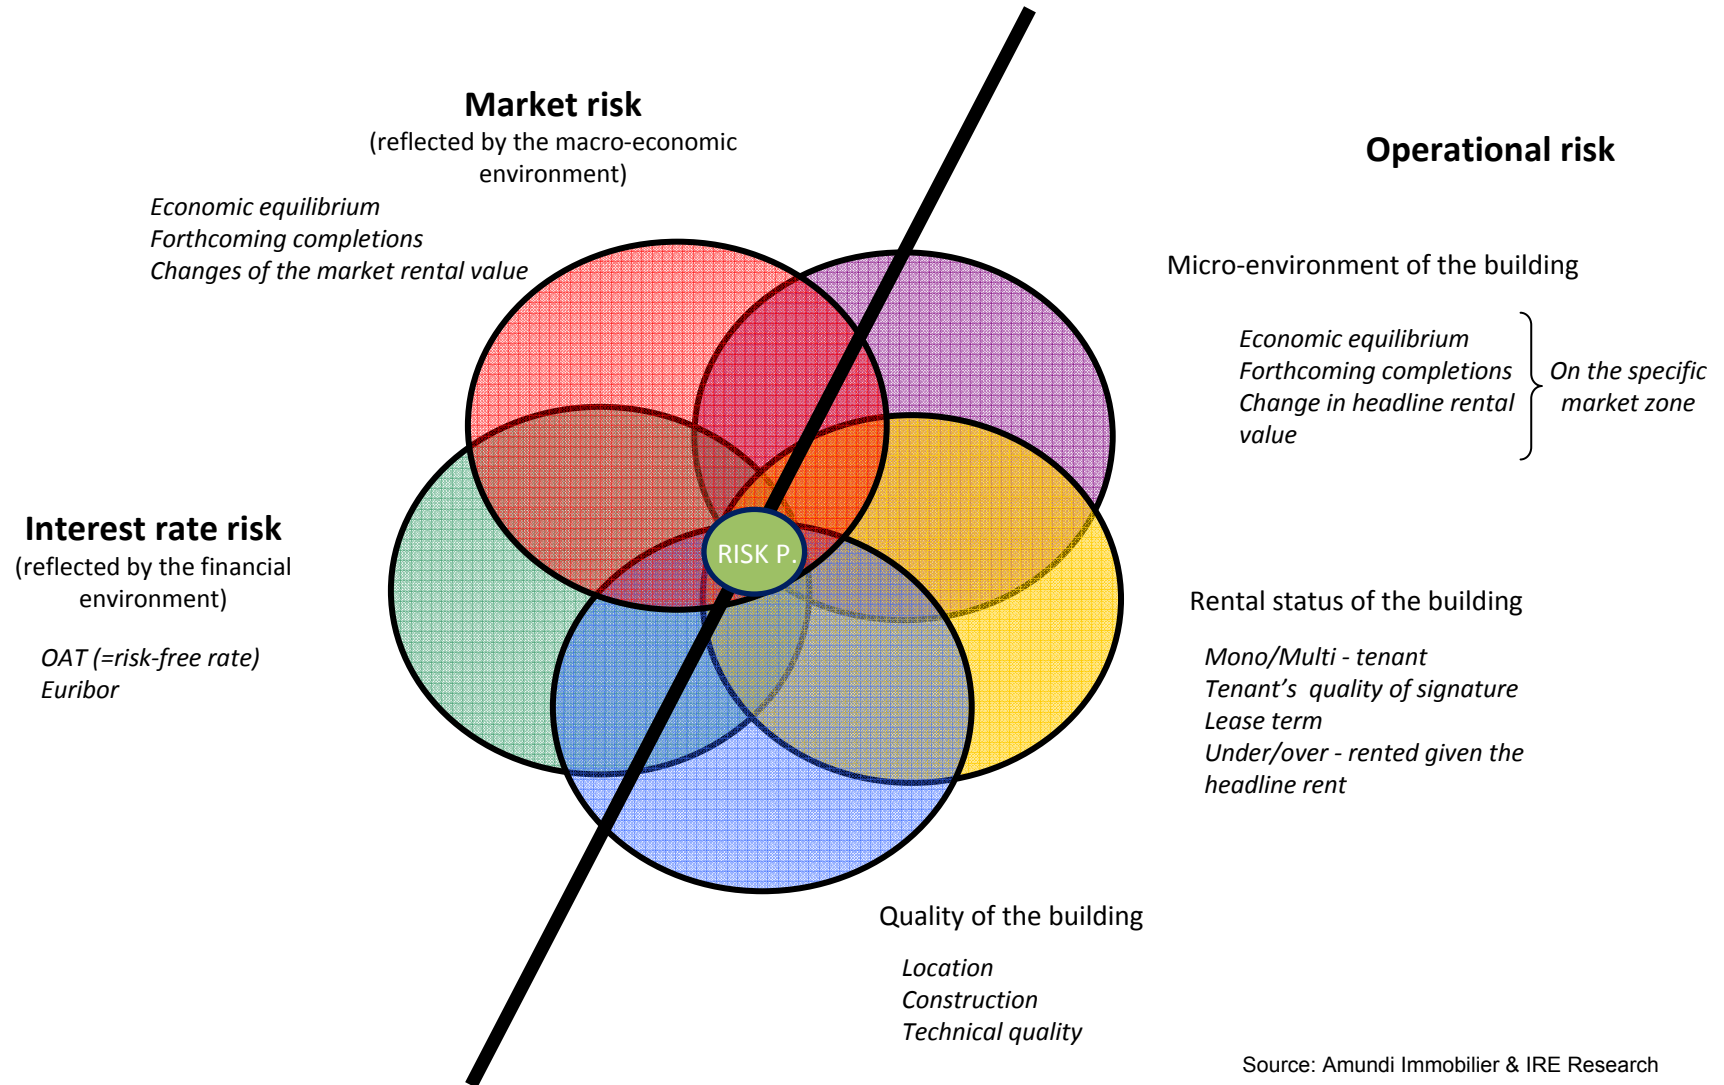 Market risk
(reflected by the macro-economic
environment)
Economic equilibrium
Forthcoming completions
Changes of the market rental value
Operational risk
Micro-environment of the building
Economic equilibrium
Forthcoming completions
Change in headline rental
value
On the specific
market zone
Interest rate risk
(reflected by the financial
environment)
OAT (=risk-free rate)
Euribor
RISK P.
Rental status of the building
Mono/Multi - tenant
Tenant’s quality of signature
Lease term
Under/over - rented given the
headline rent
Quality of the building
Location
Construction
Technical quality
Source: Amundi Immobilier & IRE Research